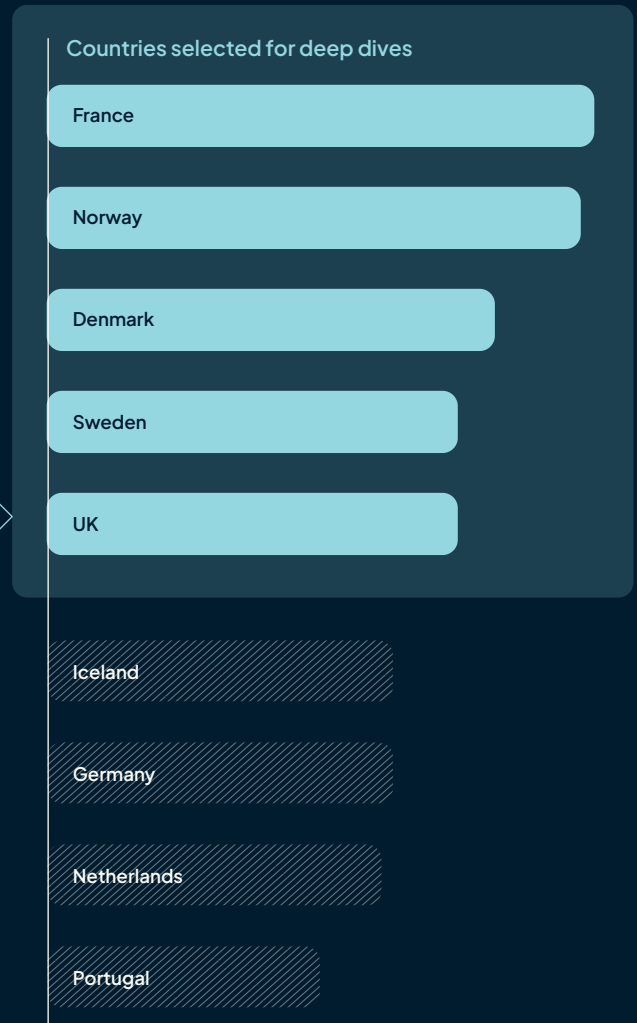 Countries selected for deep dives
France
Norway
Denmark
Sweden
UK
Iceland
Germany
Netherlands
Portugal